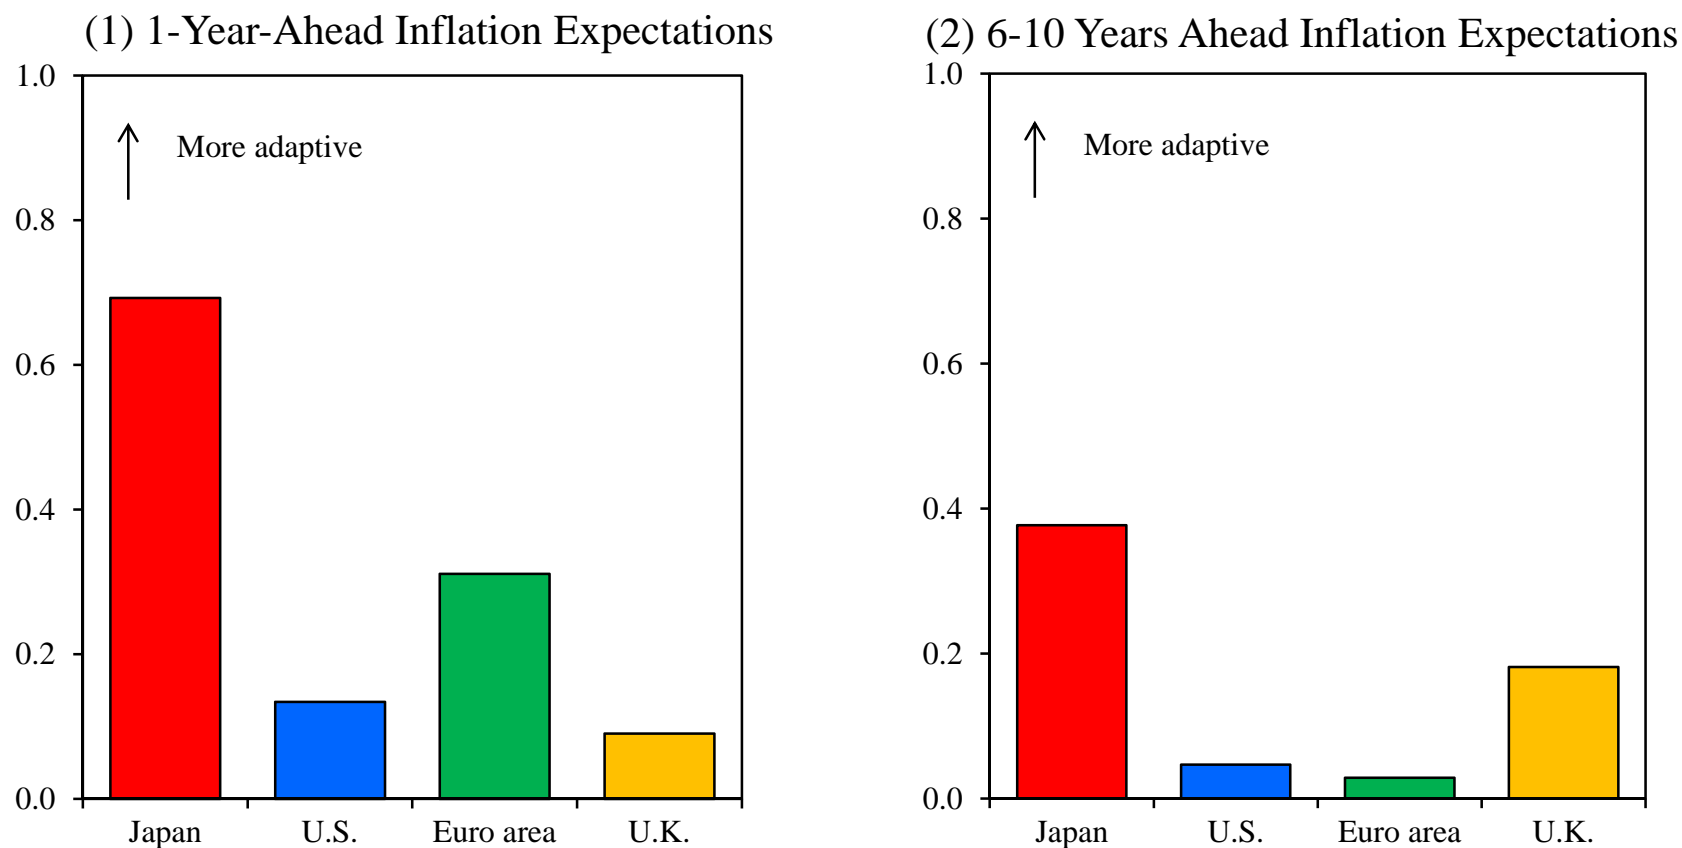 (1) 1-Year-Ahead Inflation Expectations
1.0
More adaptive
0.8
0.6
0.4
0.2
0.0
Japan U.S. Euro area U.K.
(2) 6-10 Years Ahead Inflation Expectations
1.0
More adaptive
0.8
0.6
0.4
0.2
0.0
Japan U.S. Euro area U.K.